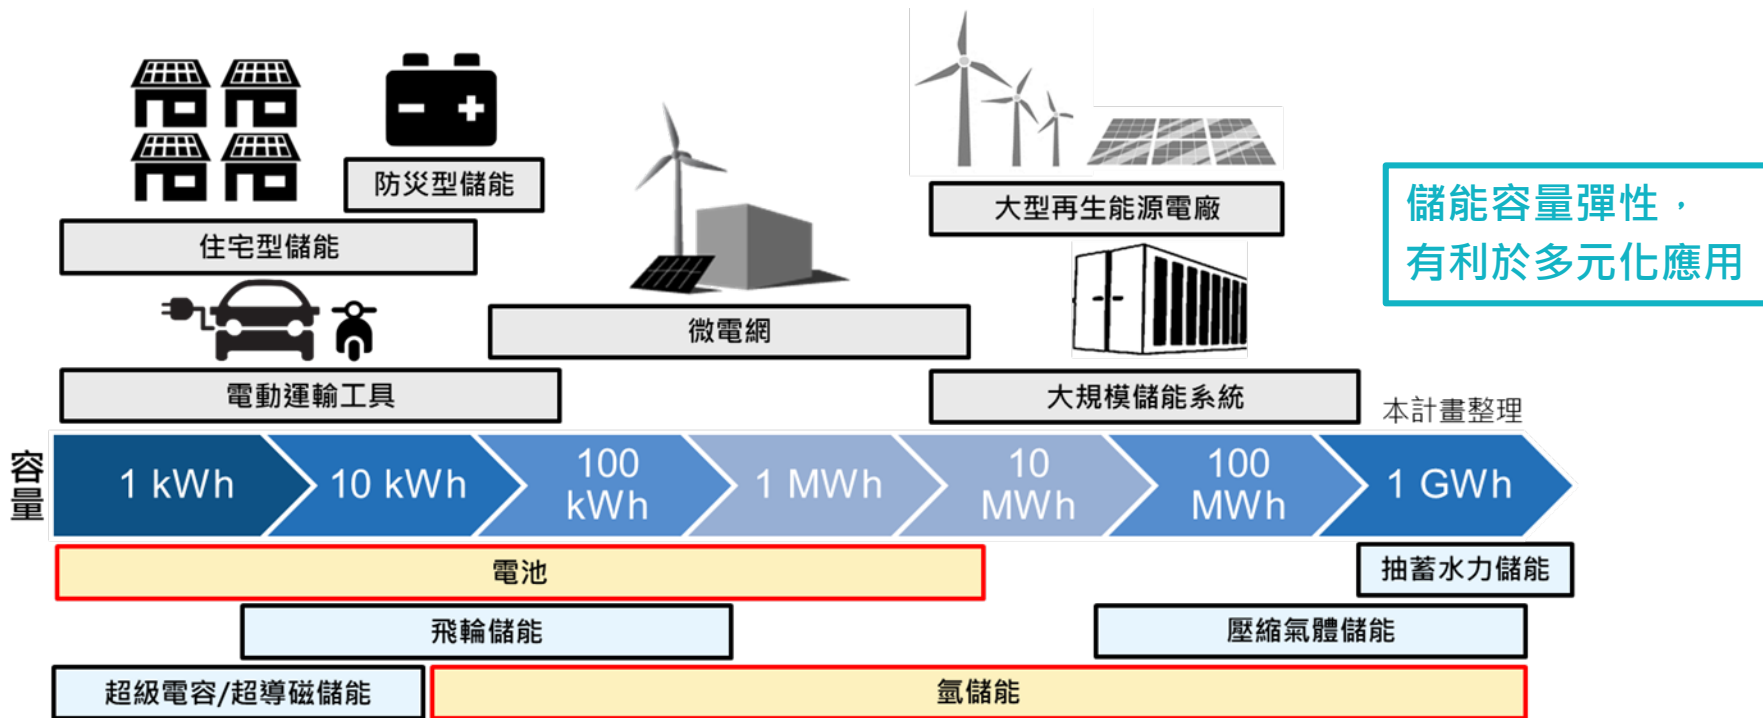 防災型儲能
住宅型儲能
大型再生能源電廠
儲能容量彈性，
有利於多元化應用
微電網
電動運輸工具
大規模儲能系統
本計畫整理
容量
1 kWh
10 kWh
100
kWh
1 MWh
10
MWh
100
MWh
1 GWh
電池
抽蓄水力儲能
飛輪儲能
壓縮氣體儲能
超級電容/超導磁儲能
氫儲能